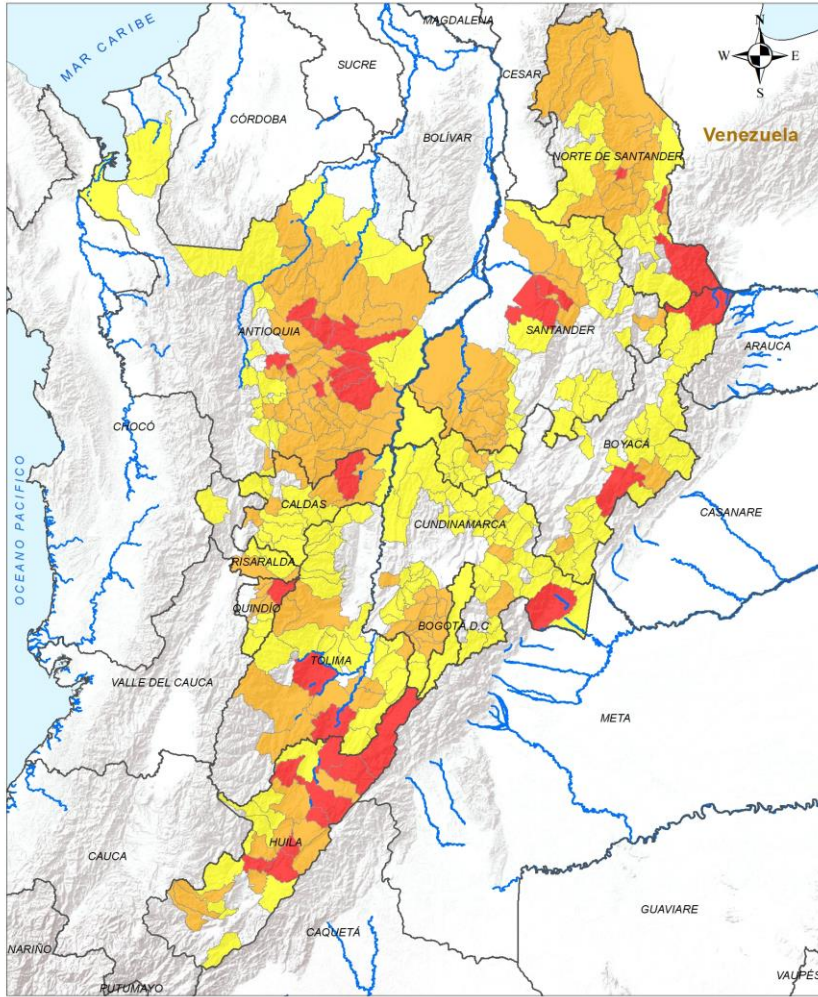 MAGDALENA
MAR CARIBE
N
W
E
S
SUCRE
CESAR
CÓRDOBA
BOLÍVAR
Venezuela
NORTE DE SANTANDER
ANTIOQUIA
SANTANDER
ARAUCA
CHOCÓ
BOYACÁ
OCEANO PACIFICO
CALDAS
CUNDINAMARCA
CASANARE
RISARALDA
QUINDÍO
BOGOTÁ, D.C
TOLIMA
VALLE DEL CAUCA
META
HUILA
CAUCA
GUAVIARE
CAQUETÁ
NARIÑO
PUTUMAYO
VAUPÉS